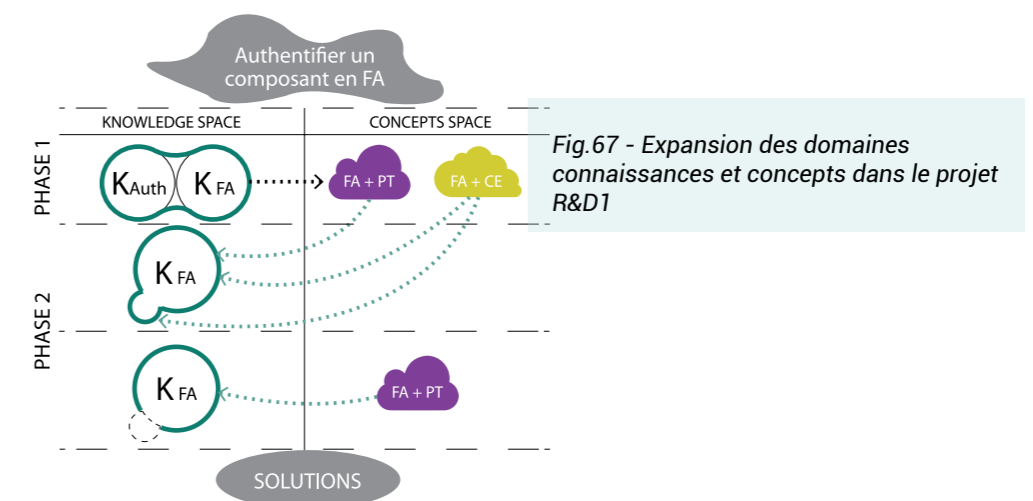 Authentifier un
composant en FA
KNOWLEDGE SPACE
CONCEPTS SPACE
PHASE 1
KAuth
K FA
FA + PT
FA + CE
Fig.67 - Expansion des domaines
connaissances et concepts dans le projet
R&D1
PHASE 2
K FA
K FA
FA + PT
SOLUTIONS